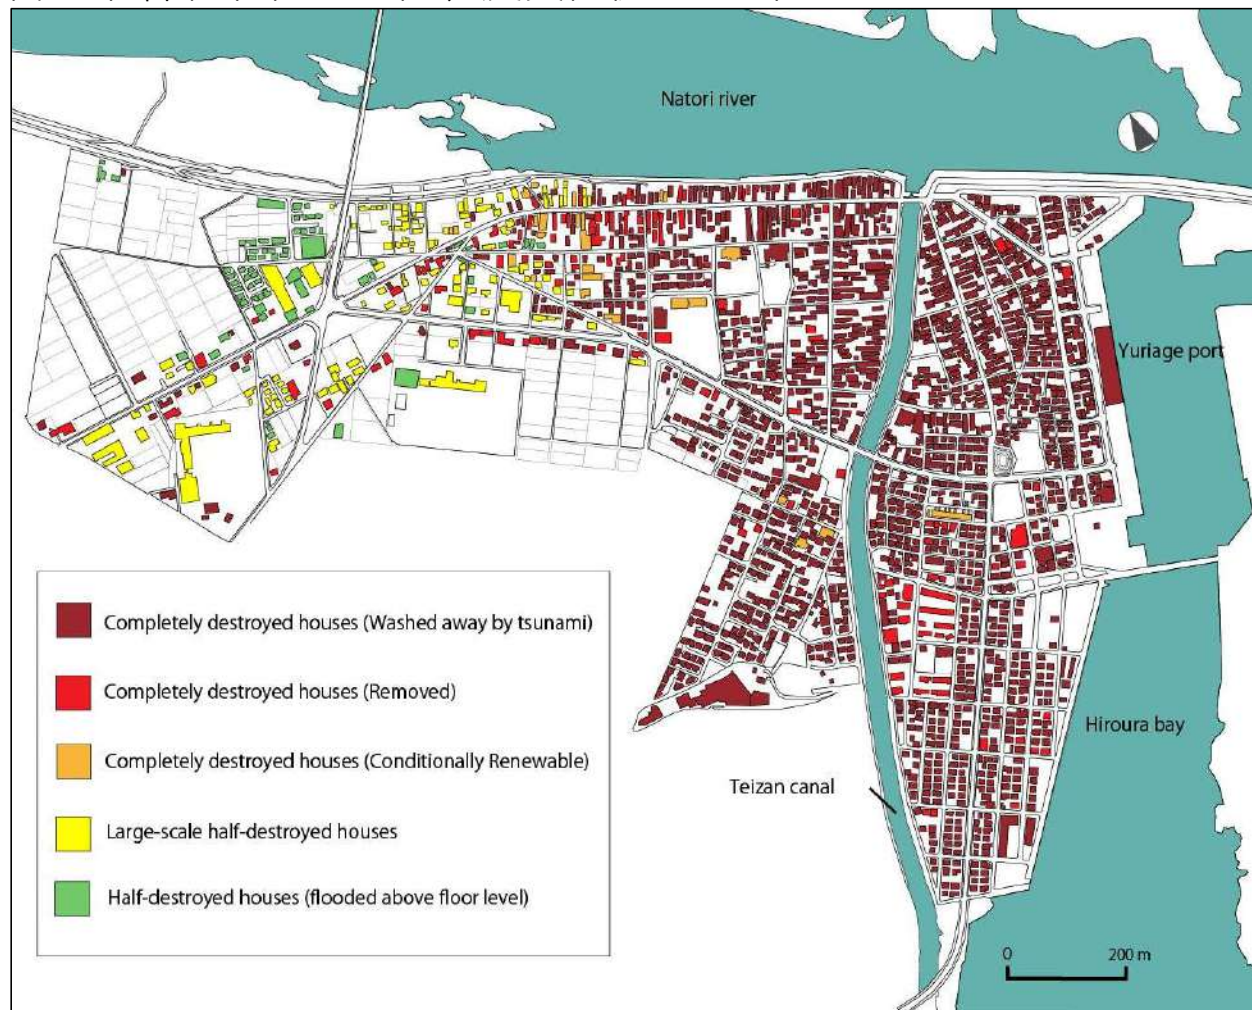 Natori river
Yuriage port
Completely destroyed houses (Washed away by tsunami)
Completely destroyed houses (Removed)
Completely destroyed houses (Conditionally Renewable)
Large-scale half-destroyed houses
Half-destroyed houses (flooded above floor level)
Hiroura bay
Teizan canal
0 200 m